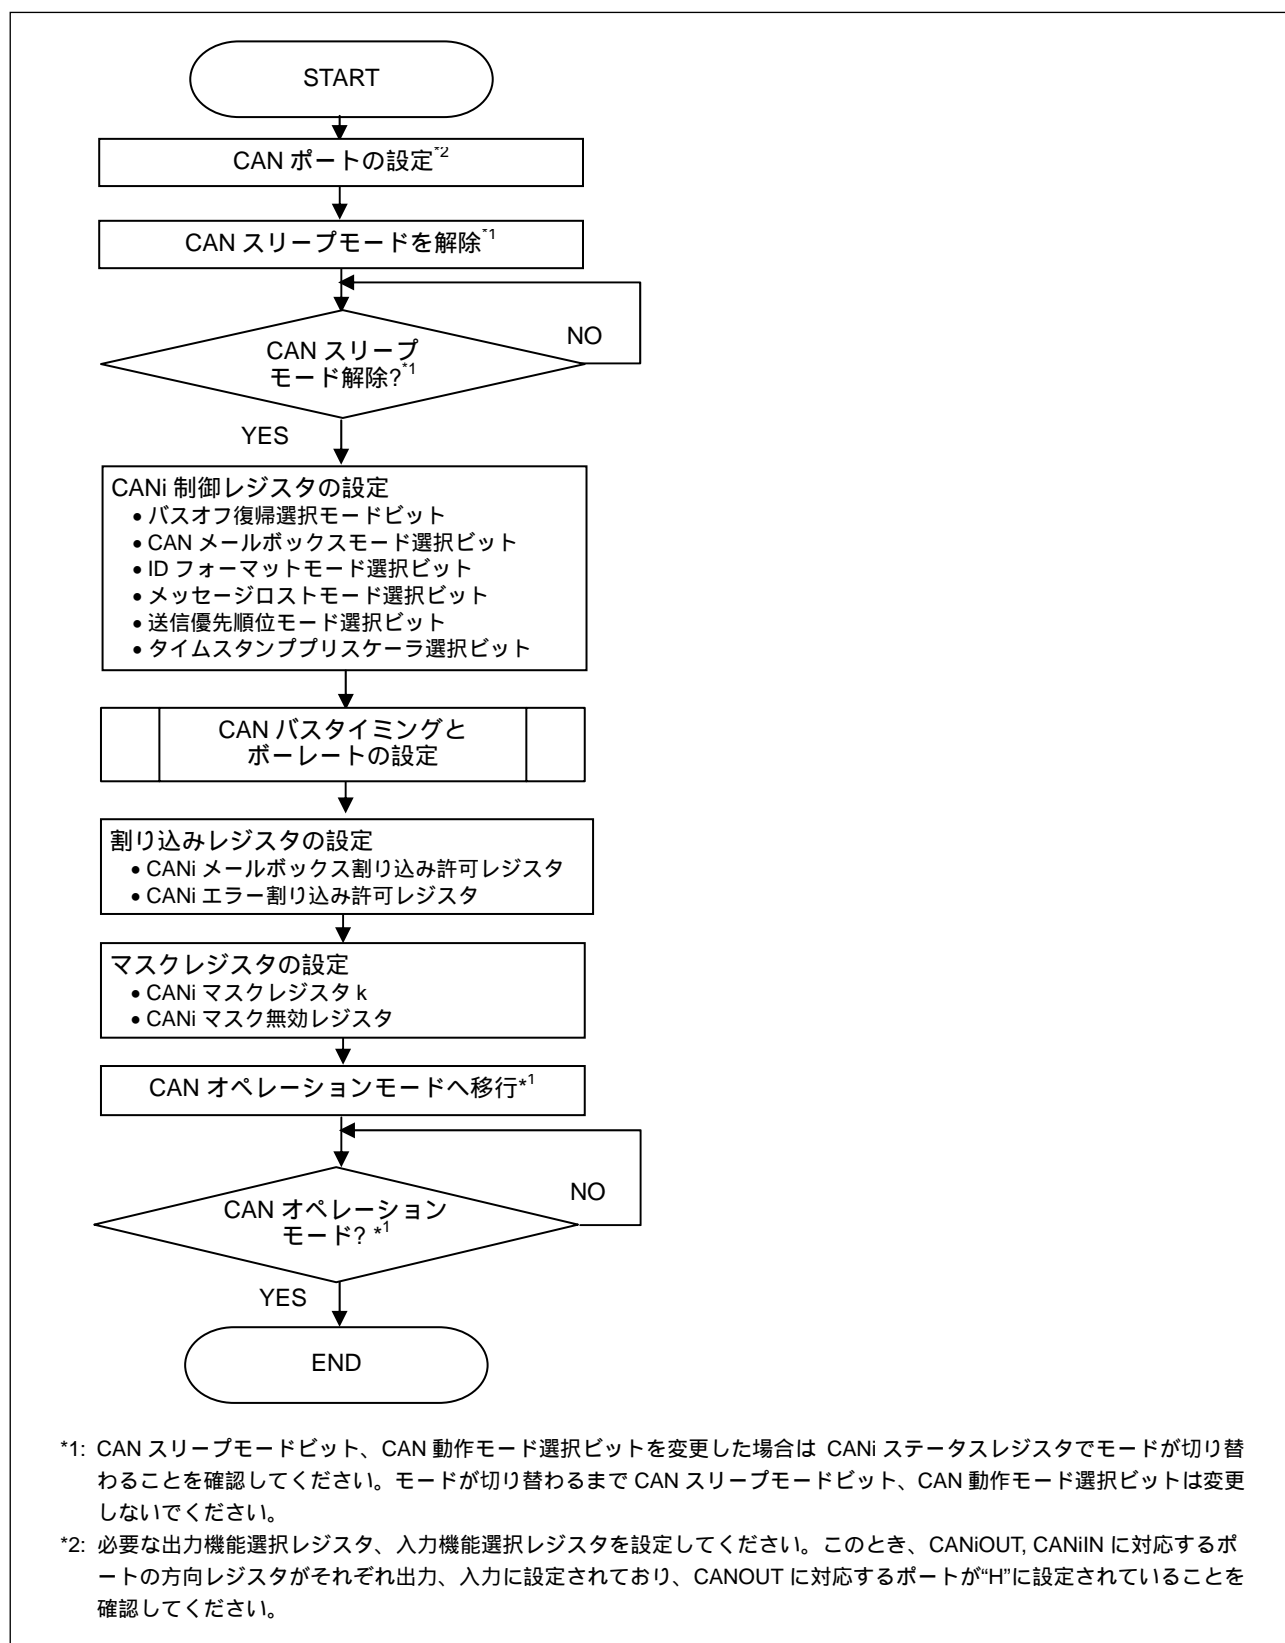 START
CAN ポートの設定*2
CAN スリープモードを解除*1
CAN スリープ
モード解除?*1
NO
YES
CANi 制御レジスタの設定
• バスオフ復帰選択モードビット
• CAN メールボックスモード選択ビット
• ID フォーマットモード選択ビット
• メッセージロストモード選択ビット
• 送信優先順位モード選択ビット
• タイムスタンププリスケーラ選択ビット
CAN バスタイミングと
ボーレートの設定
割り込みレジスタの設定
• CANi メールボックス割り込み許可レジスタ
• CANi エラー割り込み許可レジスタ
マスクレジスタの設定
• CANi マスクレジスタ k
• CANi マスク無効レジスタ
CAN オペレーションモードへ移行*1
CAN オペレーション
モード? *1
NO
YES
END
*1: CAN スリープモードビット、CAN 動作モード選択ビットを変更した場合は CANi ステータスレジスタでモードが切り替
わることを確認してください。モードが切り替わるまで CAN スリープモードビット、CAN 動作モード選択ビットは変更
しないでください。
*2: 必要な出力機能選択レジスタ、入力機能選択レジスタを設定してください。このとき、CANiOUT, CANiIN に対応するポ
ートの方向レジスタがそれぞれ出力、入力に設定されており、CANOUT に対応するポートが“H”に設定されていることを
確認してください。